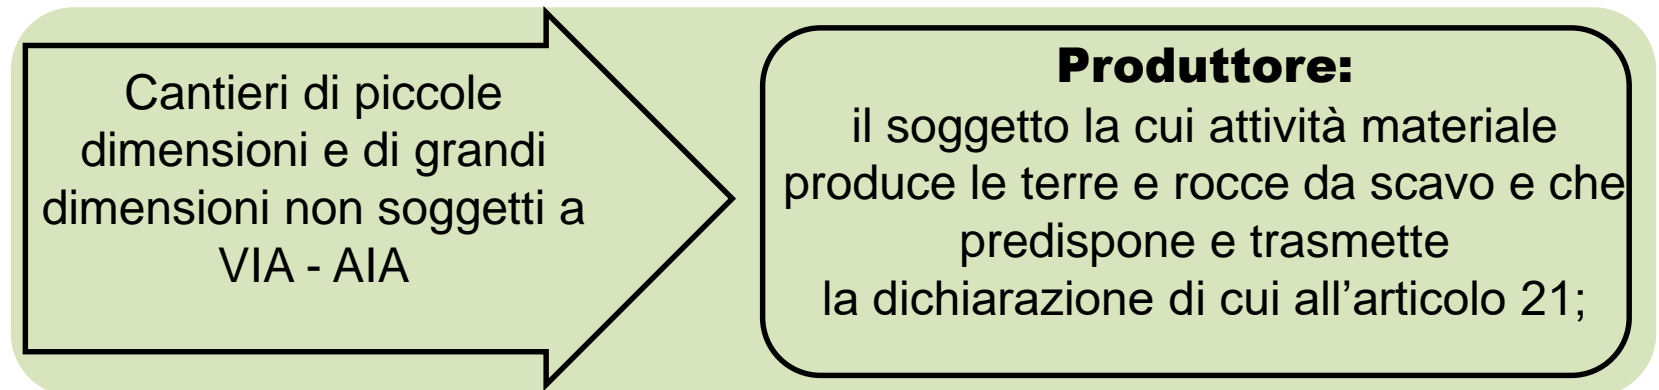 Cantieri di piccole
dimensioni e di grandi
dimensioni non soggetti a
VIA - AIA
Produttore:
il soggetto la cui attività materiale
produce le terre e rocce da scavo e che
predispone e trasmette
la dichiarazione di cui all’articolo 21;